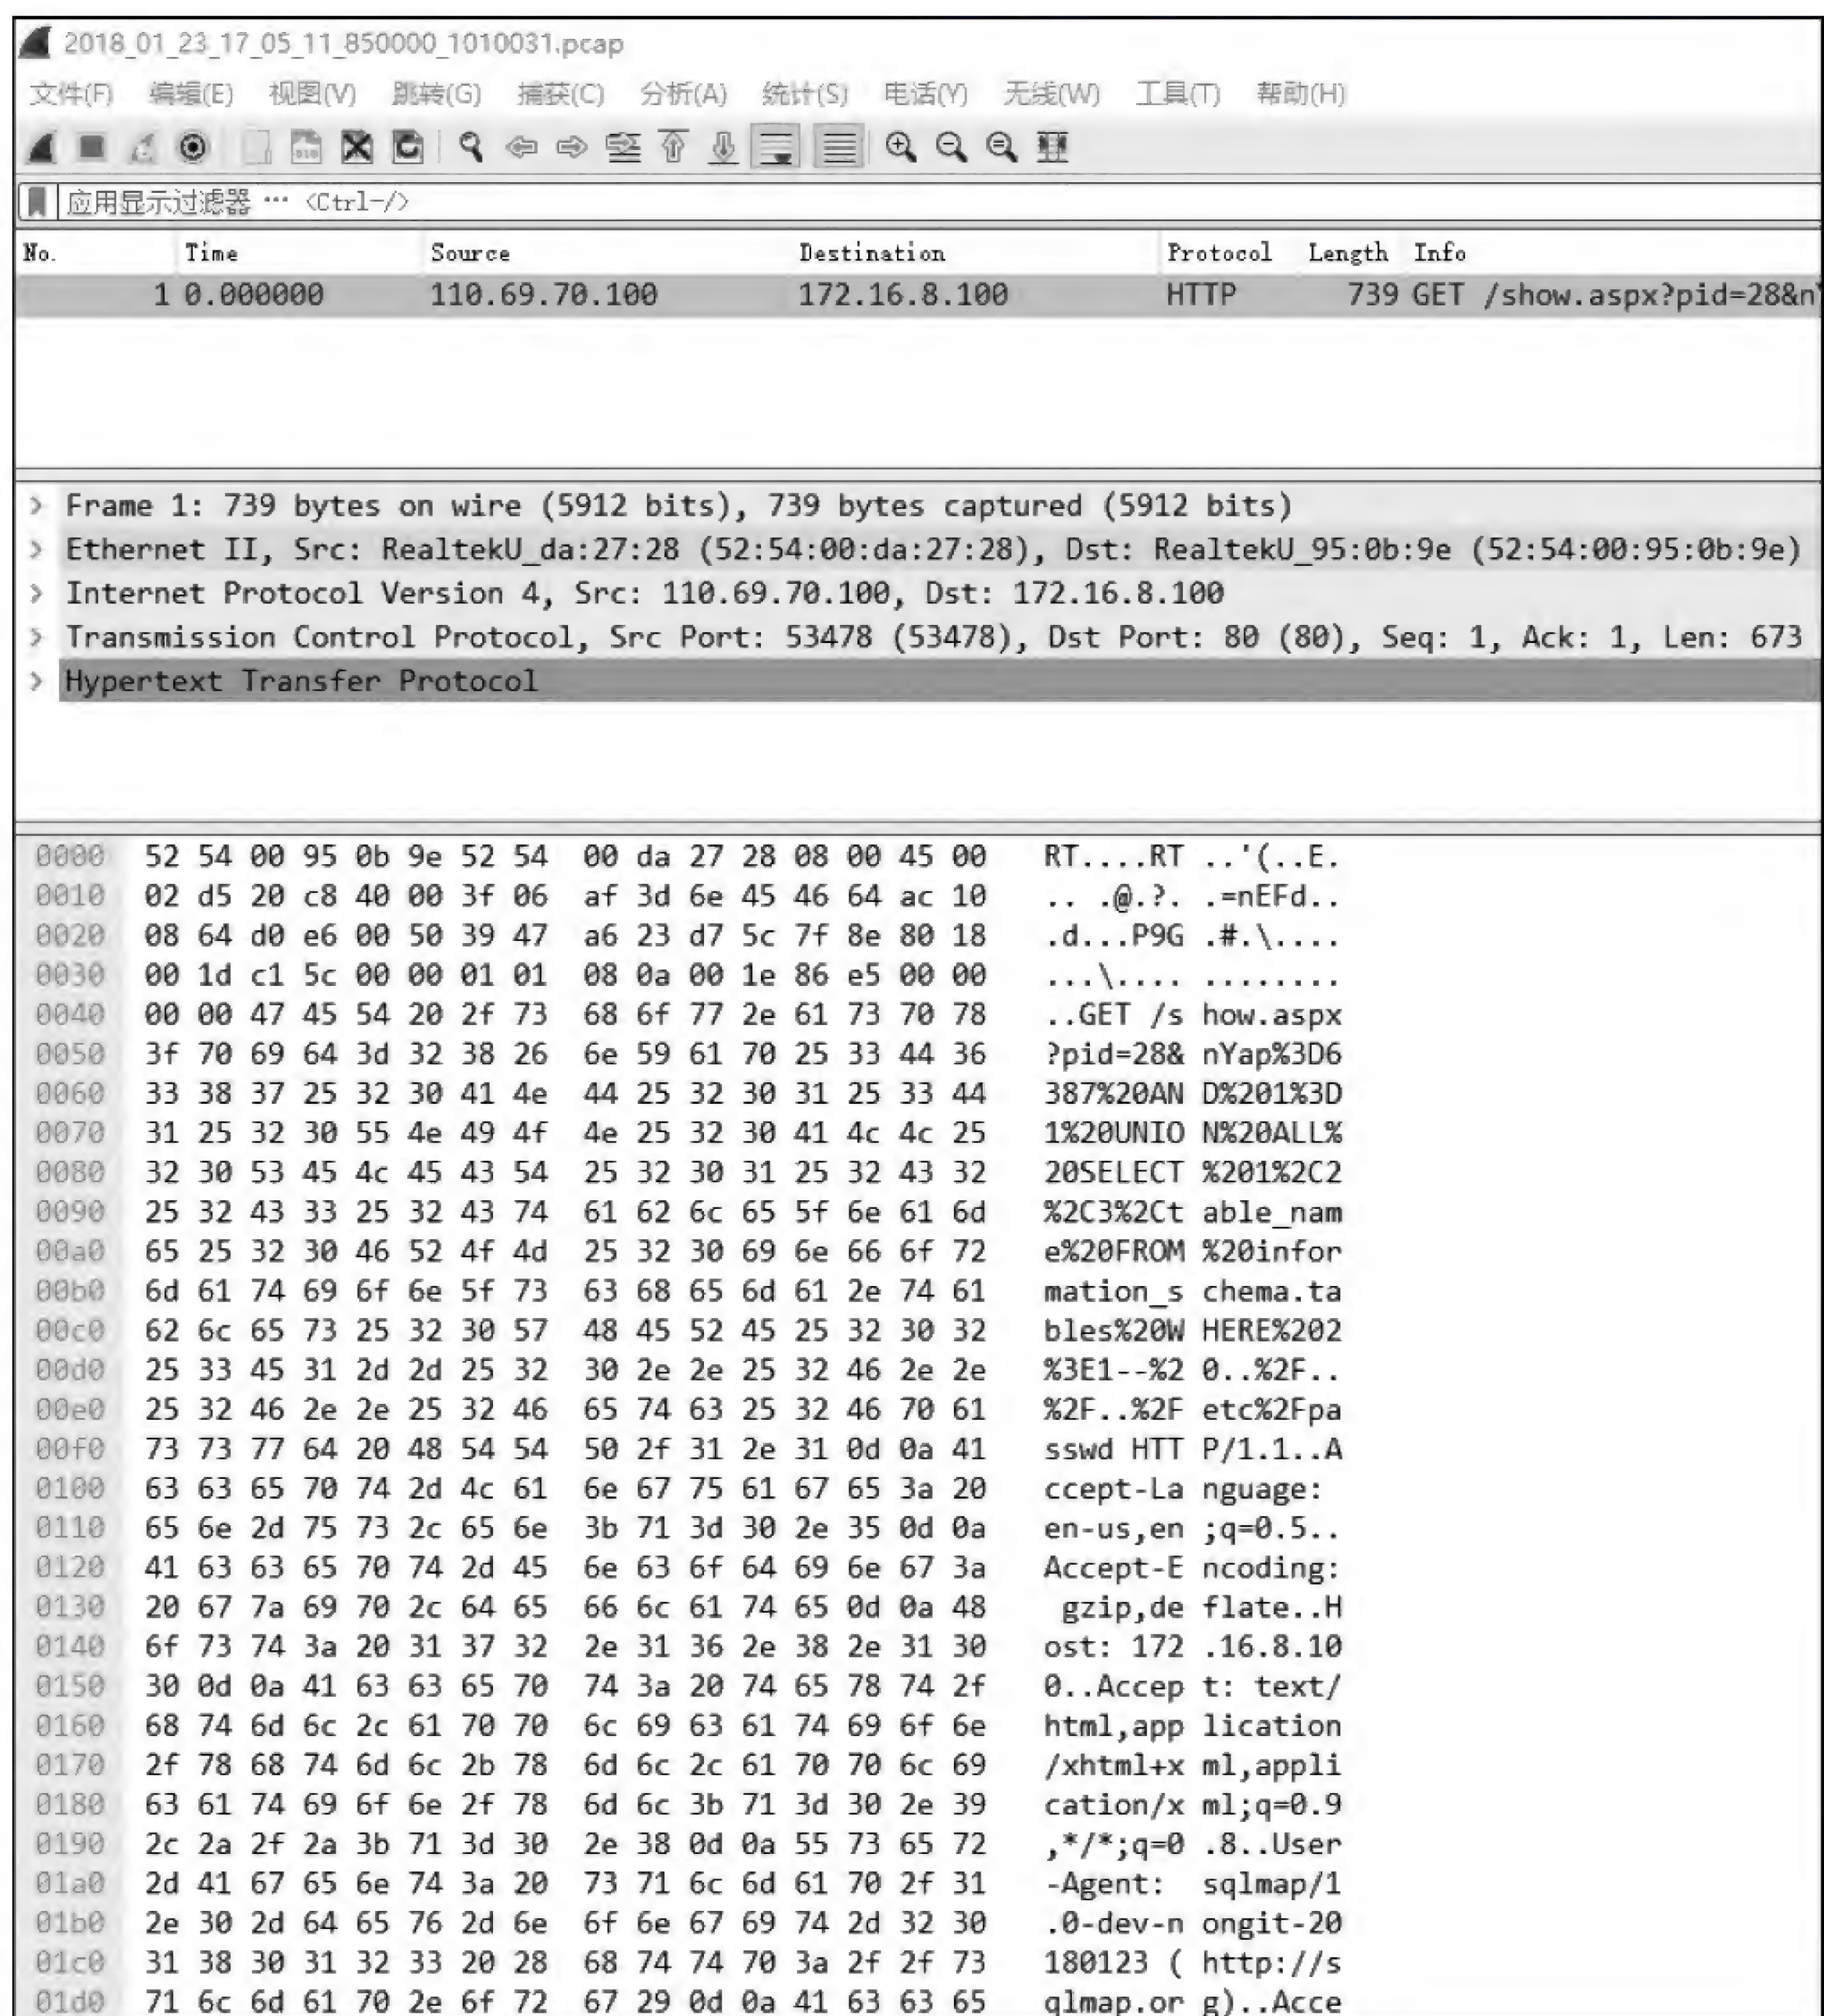 2018_01_23_17_05_11_850000_1010031.pcap
文件(F) 编辑(E) 视图(V) 跳转(G) 捕获(C) 分析(A) 统计(S) 电话(Y) 无线(W) 工具(T) 帮助(H)
应用显示过滤器 … <Ctrl-/>
No. Time Source Destination Protocol Length Info
1 0.000000 110.69.70.100 172.16.8.100 HTTP 739 GET /show.aspx?pid=28&n
> Frame 1: 739 bytes on wire (5912 bits), 739 bytes captured (5912 bits)
> Ethernet II, Src: RealtekU_da:27:28 (52:54:00:da:27:28), Dst: RealtekU_95:0b:9e (52:54:00:95:0b:9e)
> Internet Protocol Version 4, Src: 110.69.70.100, Dst: 172.16.8.100
> Transmission Control Protocol, Src Port: 53478 (53478), Dst Port: 80 (80), Seq: 1, Ack: 1, Len: 673
> Hypertext Transfer Protocol
0000 52 54 00 95 0b 9e 52 54 00 da 27 28 08 00 45 00 RT....RT ..'(..E.
0010 02 d5 20 c8 40 00 3f 06 af 3d 6e 45 46 64 ac 10 .. .@.?. .=nEFd..
0020 08 64 d0 e6 00 50 39 47 a6 23 d7 5c 7f 8e 80 18 .d...P9G .#.\....
0030 00 1d c1 5c 00 00 01 01 08 0a 00 1e 86 e5 00 00 ...\.... ........
0040 00 00 47 45 54 20 2f 73 68 6f 77 2e 61 73 70 78 ..GET /s how.aspx
0050 3f 70 69 64 3d 32 38 26 6e 59 61 70 25 33 44 36 ?pid=28& nYap%3D6
0060 33 38 37 25 32 30 41 4e 44 25 32 30 31 25 33 44 387%20AN D%201%3D
0070 31 25 32 30 55 4e 49 4f 4e 25 32 30 41 4c 4c 25 1%20UNIO N%20ALL%
0080 32 30 53 45 4c 45 43 54 25 32 30 31 25 32 43 32 20SELECT %201%2C2
0090 25 32 43 33 25 32 43 74 61 62 6c 65 5f 6e 61 6d %2C3%2Ct able_nam
00a0 65 25 32 30 46 52 4f 4d 25 32 30 69 6e 66 6f 72 e%20FROM %20infor
00b0 6d 61 74 69 6f 6e 5f 73 63 68 65 6d 61 2e 74 61 mation_s chema.ta
00c0 62 6c 65 73 25 32 30 57 48 45 52 45 25 32 30 32 bles%20W HERE%202
00d0 25 33 45 31 2d 2d 25 32 30 2e 2e 25 32 46 2e 2e %3E1--%2 0..%2F..
00e0 25 32 46 2e 2e 25 32 46 65 74 63 25 32 46 70 61 %2F..%2F etc%2Fpa
00f0 73 73 77 64 20 48 54 54 50 2f 31 2e 31 0d 0a 41 sswd HTT P/1.1..A
0100 63 63 65 70 74 2d 4c 61 6e 67 75 61 67 65 3a 20 ccept-La nguage:
0110 65 6e 2d 75 73 2c 65 6e 3b 71 3d 30 2e 35 0d 0a en-us,en ;q=0.5..
0120 41 63 63 65 70 74 2d 45 6e 63 6f 64 69 6e 67 3a Accept-E ncoding:
0130 20 67 7a 69 70 2c 64 65 66 6c 61 74 65 0d 0a 48 gzip,de flate..H
0140 6f 73 74 3a 20 31 37 32 2e 31 36 2e 38 2e 31 30 ost: 172 .16.8.10
0150 30 0d 0a 41 63 63 65 70 74 3a 20 74 65 78 74 2f 0..Accep t: text/
0160 68 74 6d 6c 2c 61 70 70 6c 69 63 61 74 69 6f 6e html,app lication
0170 2f 78 68 74 6d 6c 2b 78 6d 6c 2c 61 70 70 6c 69 /xhtml+x ml,appli
0180 63 61 74 69 6f 6e 2f 78 6d 6c 3b 71 3d 30 2e 39 cation/x ml;q=0.9
0190 2c 2a 2f 2a 3b 71 3d 30 2e 38 0d 0a 55 73 65 72 ,*/*;q=0 .8..User
01a0 2d 41 67 65 6e 74 3a 20 73 71 6c 6d 61 70 2f 31 -Agent: sqlmap/1
01b0 2e 30 2d 64 65 76 2d 6e 6f 6e 67 69 74 2d 32 30 .0-dev-n ongit-20
01c0 31 38 30 31 32 33 20 28 68 74 74 70 3a 2f 2f 73 180123 ( http://s
01d0 71 6c 6d 61 70 2e 6f 72 67 29 0d 0a 41 63 63 65 qlmap.or g)..Acce